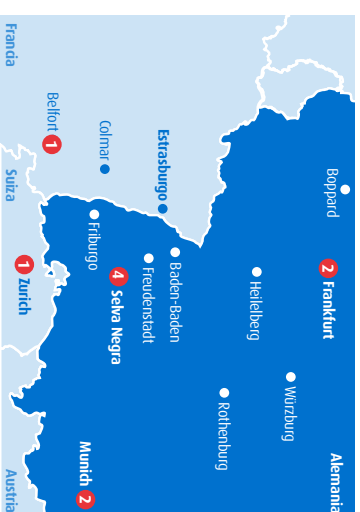 Alemania
Boppard
2 Frankfurt
Würzburg
Heilelberg
Rothenburg
Baden-Baden
Estrasburgo
Freudenstadt
4 Selva Negra
Colmar
Friburgo
Munich 2
Belfort 1
1 Zurich
Francia
Suiza
Austria